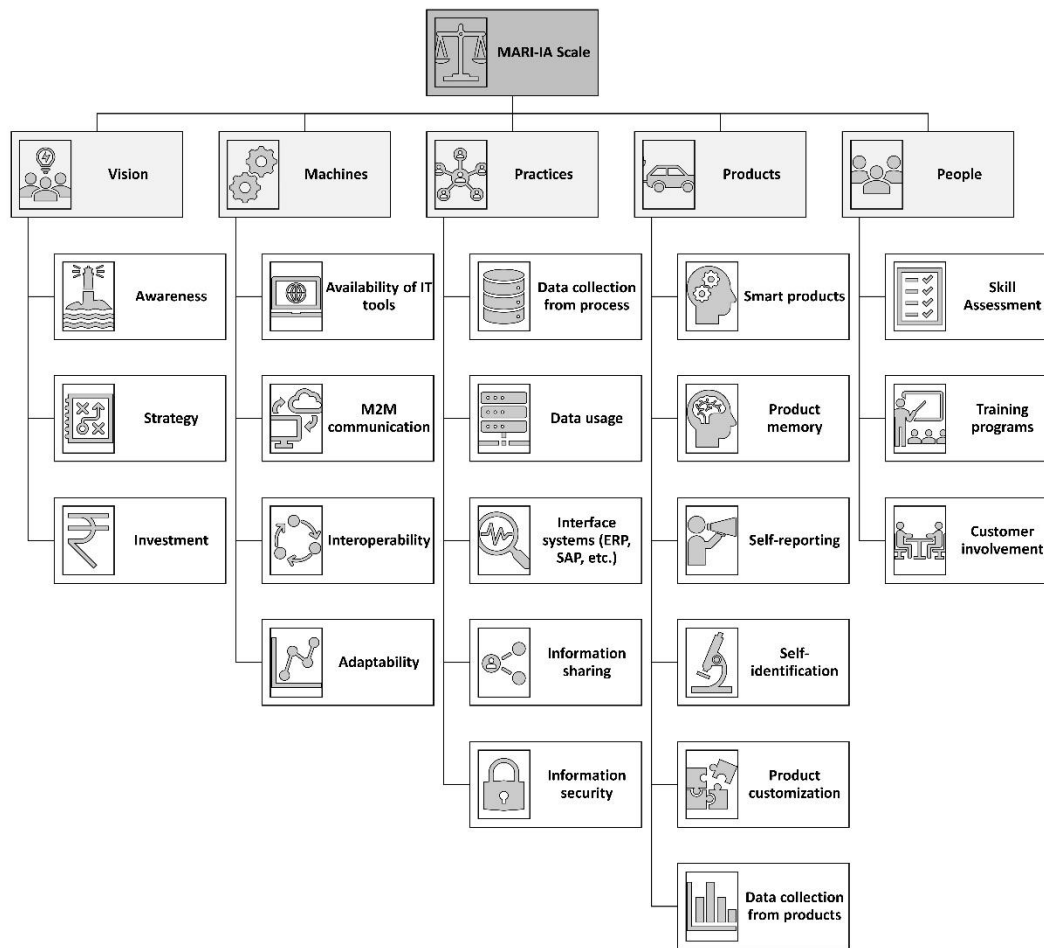 MARI-IA Scale
Vision
Machines
Practices
Products
People
Awareness
Availability of IT
tools
Data collection
from process
Smart products
Skill
Assessment
Strategy
M2M
communication
Data usage
Product
memory
Training
programs
Investment
Interoperability
Interface
systems (ERP,
SAP, etc.)
Self-reporting
Customer
involvement
Adaptability
Information
sharing
Self-
identification
Information
security
Product
customization
Data collection
from products